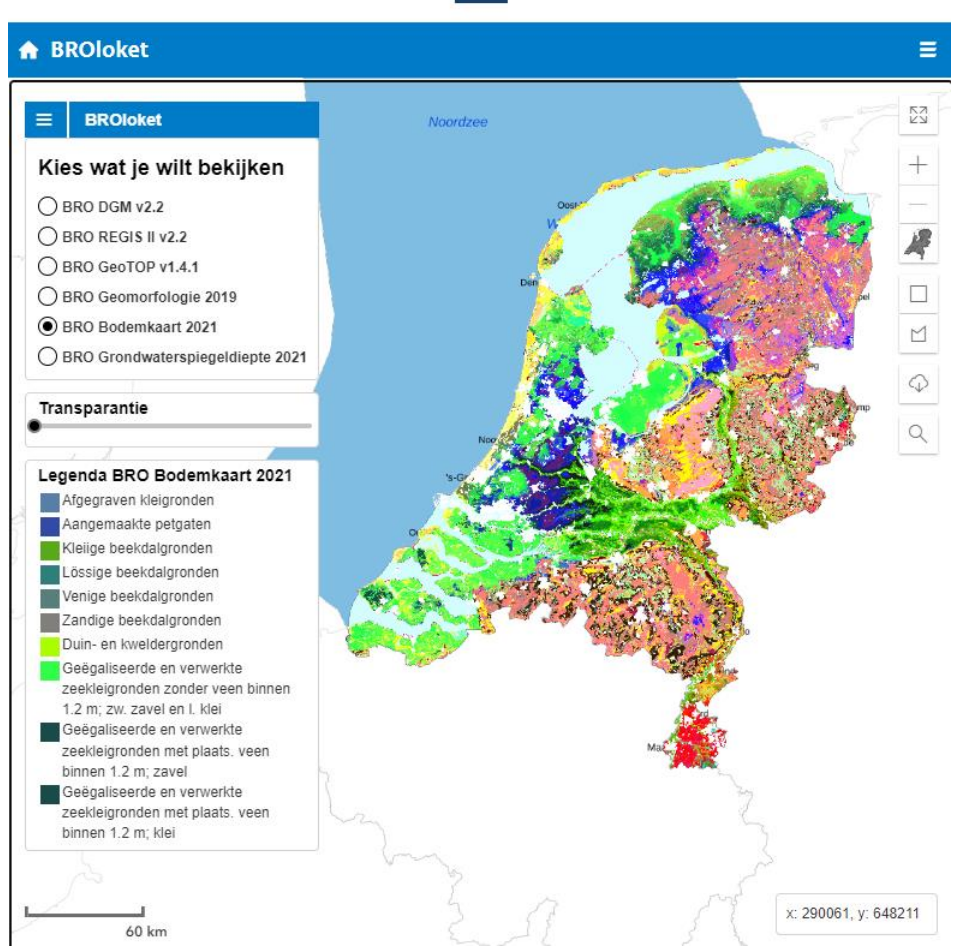 BROloket
BROloket
Kies wat je wilt bekijken
BRO DGM v2.2
BRO REGIS II v2.2
BRO GeoTOP v1.4.1
BRO Geomorfologie 2019
BRO Bodemkaart 2021
BRO Grondwaterspiegeldiepte 2021
Transparantie
Legenda BRO Bodemkaart 2021
Afgegraven kleigronden
Aangemaakte petgaten
Kleiige beekdalgronden
Lössige beekdalgronden
Venige beekdalgronden
Zandige beekdalgronden
Duin- en kweldergronden
Geëgaliseerde en verwerkte
zeekleigronden zonder veen binnen
1.2 m; zw. zavel en l. klei
Geëgaliseerde en verwerkte
zeekleigronden met plaats. veen
binnen 1.2 m; zavel
Geëgaliseerde en verwerkte
zeekleigronden met plaats. veen
binnen 1.2 m; klei
Noordzee
Den
60 km
x: 290061, y: 648211